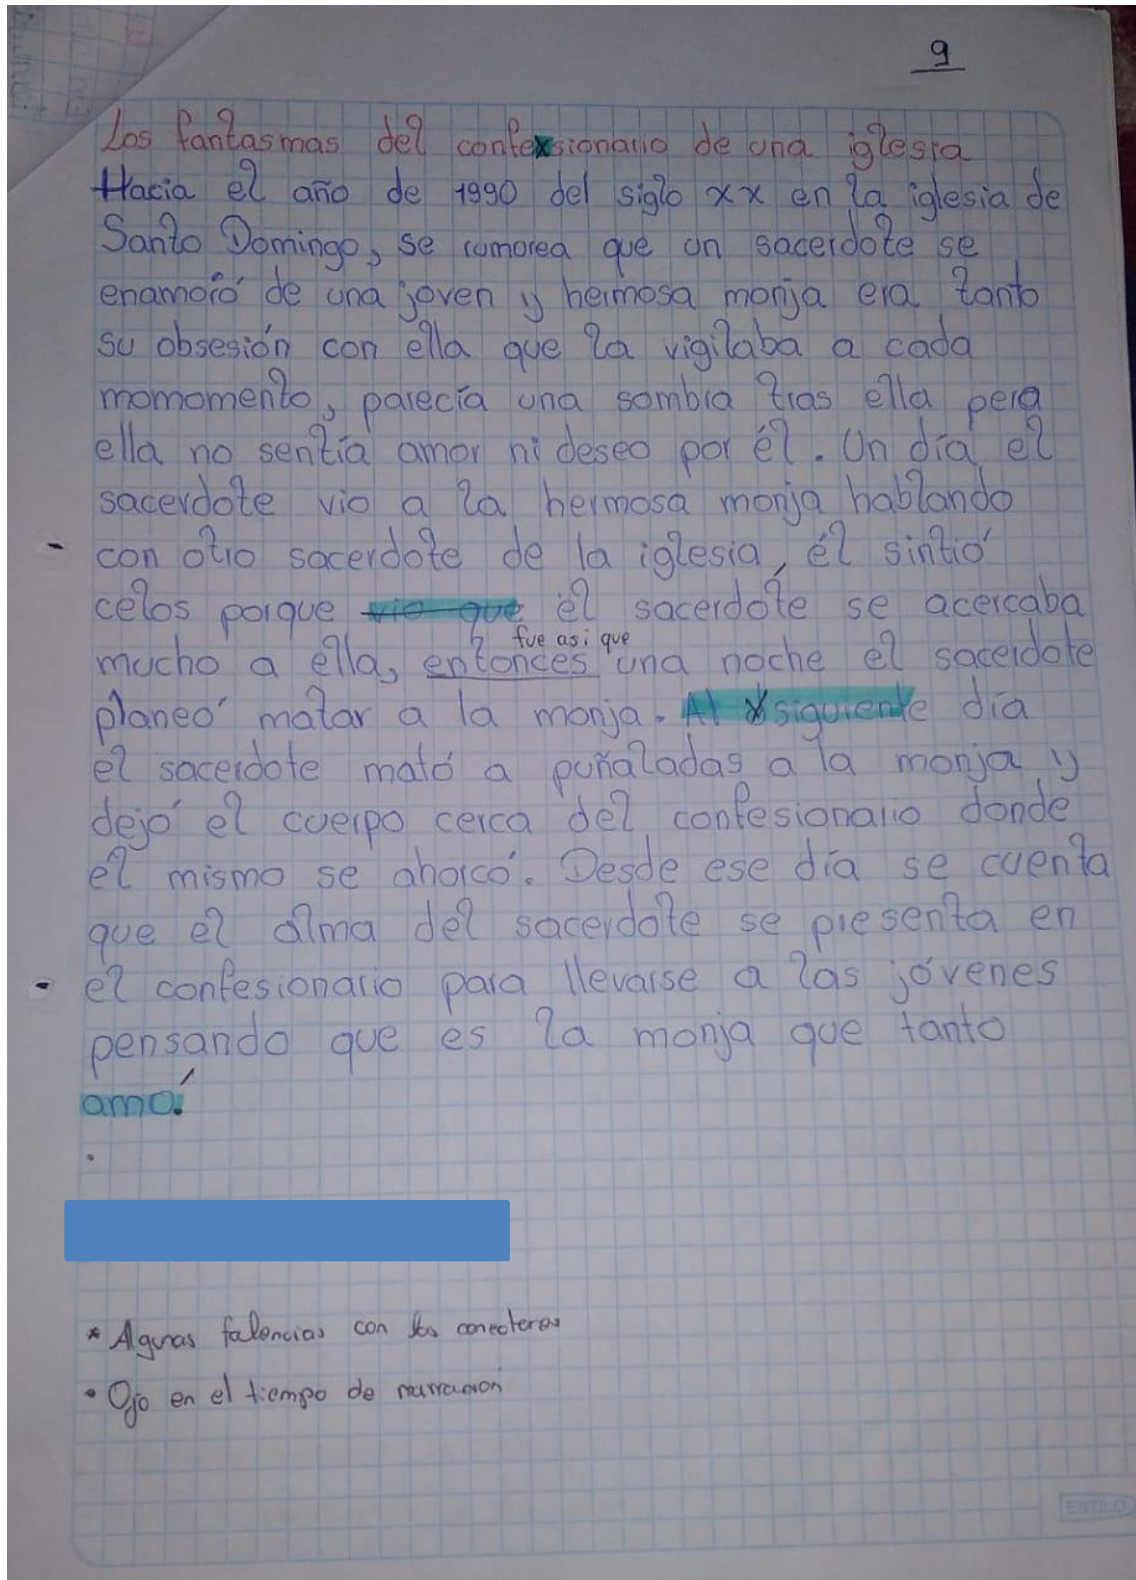 9
Los fantasmas del confexsionario de una iglesia
Hacia el año de 1990 del siglo xx en la iglesia de
Santo Domingo, se rumorea que un sacerdote se
enamoró de una joven y hermosa monja era tanto
su obsesión con ella que la vigilaba a cada
momomento, parecía una sombra tras ella pera
ella no sentía amor ni deseo por él. Un día el
sacerdote vio a la hermosa monja hablando
con otro sacerdote de la iglesia, él sintió
celos porque vio que el sacerdote se acercaba
fue asi que
mucho a ella, entonces una noche el sacerdote
planeó matar a la monja. Al siguiente día
el sacerdote mató a puñaladas a la monja y
dejó el cuerpo cerca del confesionario donde
él mismo se ahorcó. Desde ese día se cuenta
que el alma del sacerdote se presenta en
el confesionario para llevarse a las jóvenes
pensando que es la monja que tanto
amó.
* Algunas falencias con los conectores
• Ojo en el tiempo de narración
ESTILO